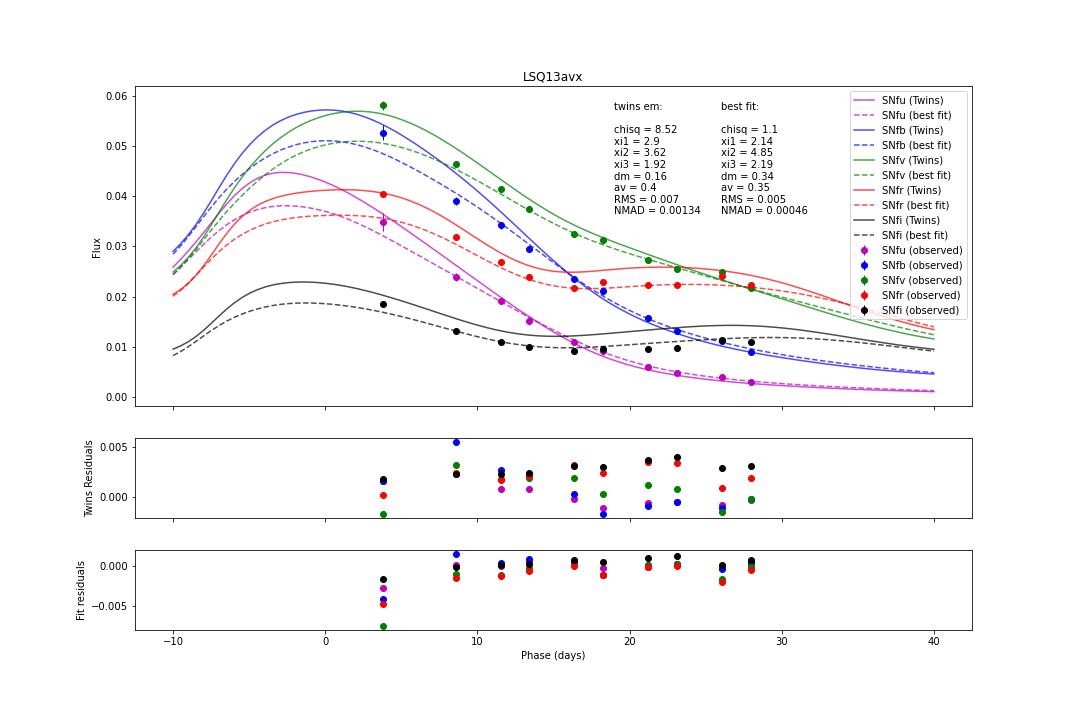 LSQ13avx
Flux
0.06
0.05
0.04
0.03
0.02
0.01
0.00
twins em: best fit:
chisq = 8.52 chisq = 1.1
xi1 = 2.9 xi1 = 2.14
xi2 = 3.62 xi2 = 4.85
xi3 = 1.92 xi3 = 2.19
dm = 0.16 dm = 0.34
av = 0.4 av = 0.35
RMS = 0.007 RMS = 0.005
NMAD = 0.00134 NMAD = 0.00046
SNfu (Twins)
SNfu (best fit)
SNfb (Twins)
SNfb (best fit)
SNfv (Twins)
SNfv (best fit)
SNfr (Twins)
SNfr (best fit)
SNfi (Twins)
SNfi (best fit)
SNfu (observed)
SNfb (observed)
SNfv (observed)
SNfr (observed)
SNfi (observed)
Twins Residuals
0.005
0.000
Fit residuals
0.000
−0.005
−10 0 10 20 30 40
Phase (days)